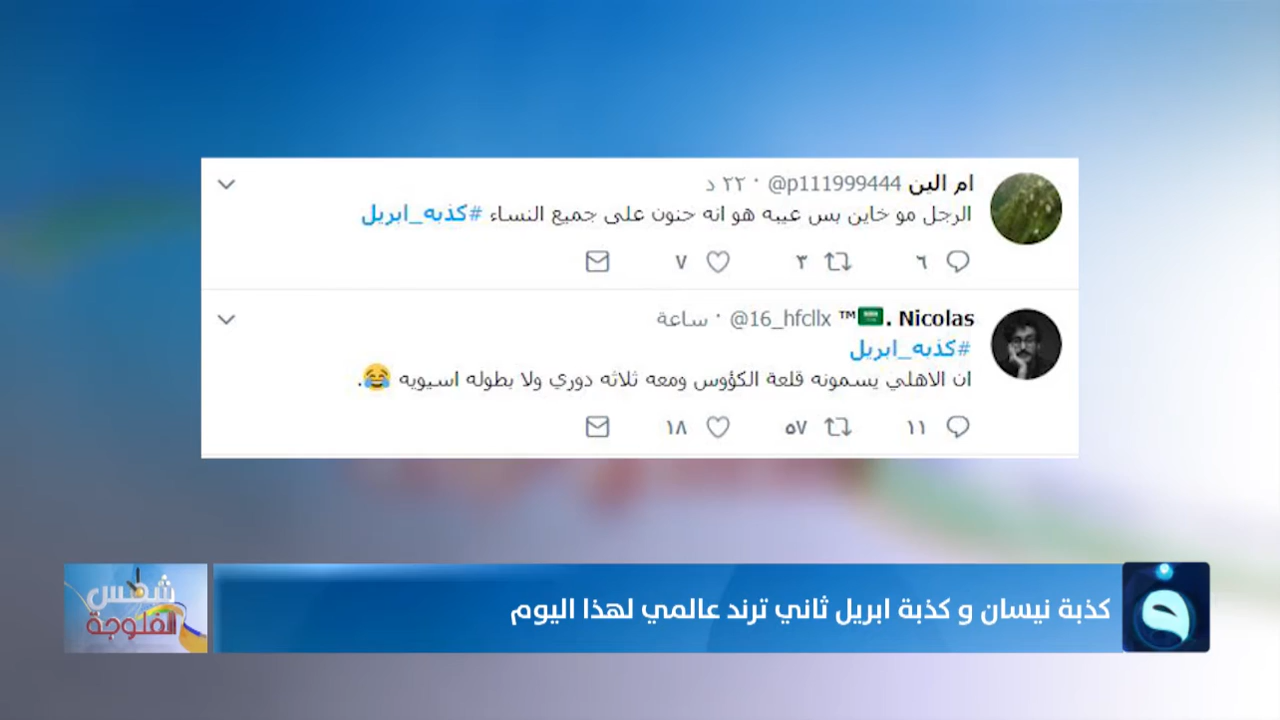 ام البن @p111999444 · ٢٢ د
الرجل مو خاين بس عيبه هو انه حنون على جميع النساء #كذبه_ابريل
٦ ٣ ٧
Nicolas .🇸🇦™ @16_hfcllx · ساعة
#كذبه_ابريل
ان الاهلي يسمونه قلعة الكؤوس ومعه ثلاثه دوري ولا بطوله اسيويه 😂.
١١ ٥٧ ١٨
كذبة نيسان و كذبة ابريل ثاني ترند عالمي لهذا اليوم
شمس
الفلوجة